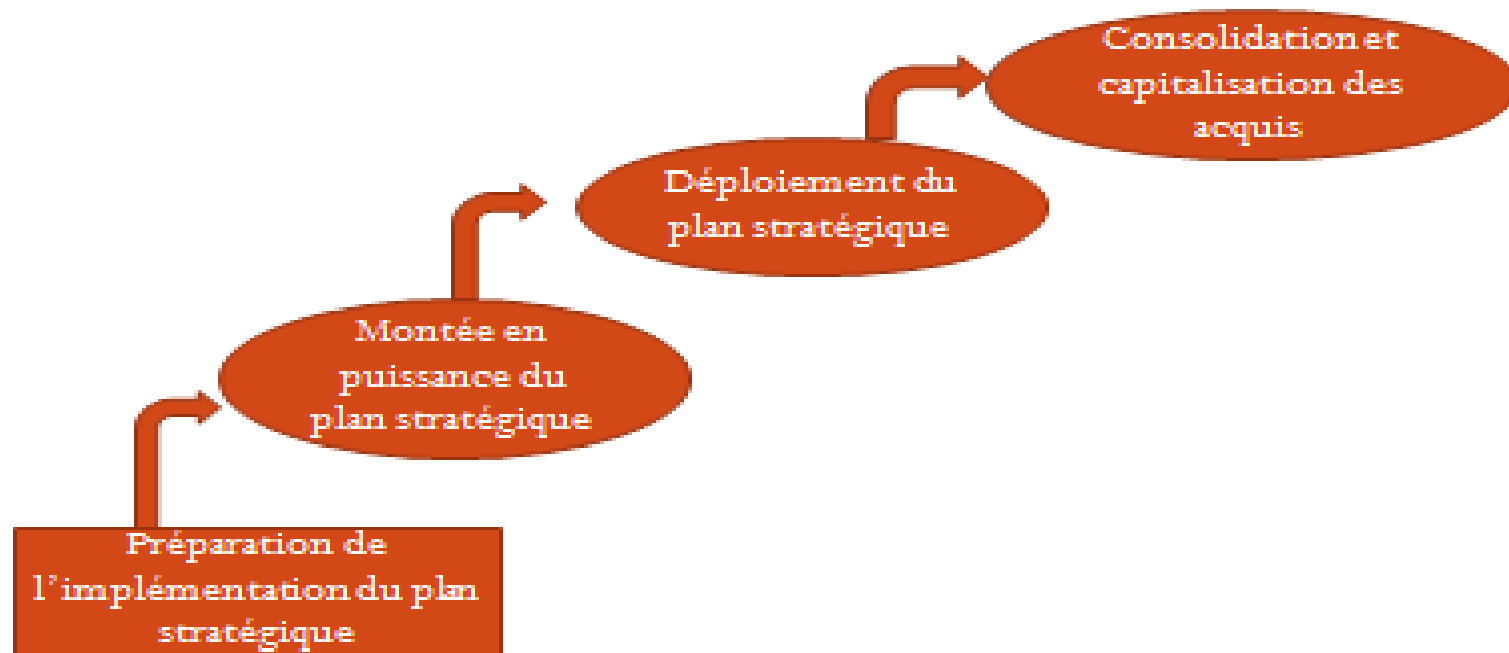 Consolidation et
capitalisation des
acquis
Déploiement du
plan stratégique
Montée en
puissance du
plan stratégique
Préparation de
l'implémentation du plan
stratégique